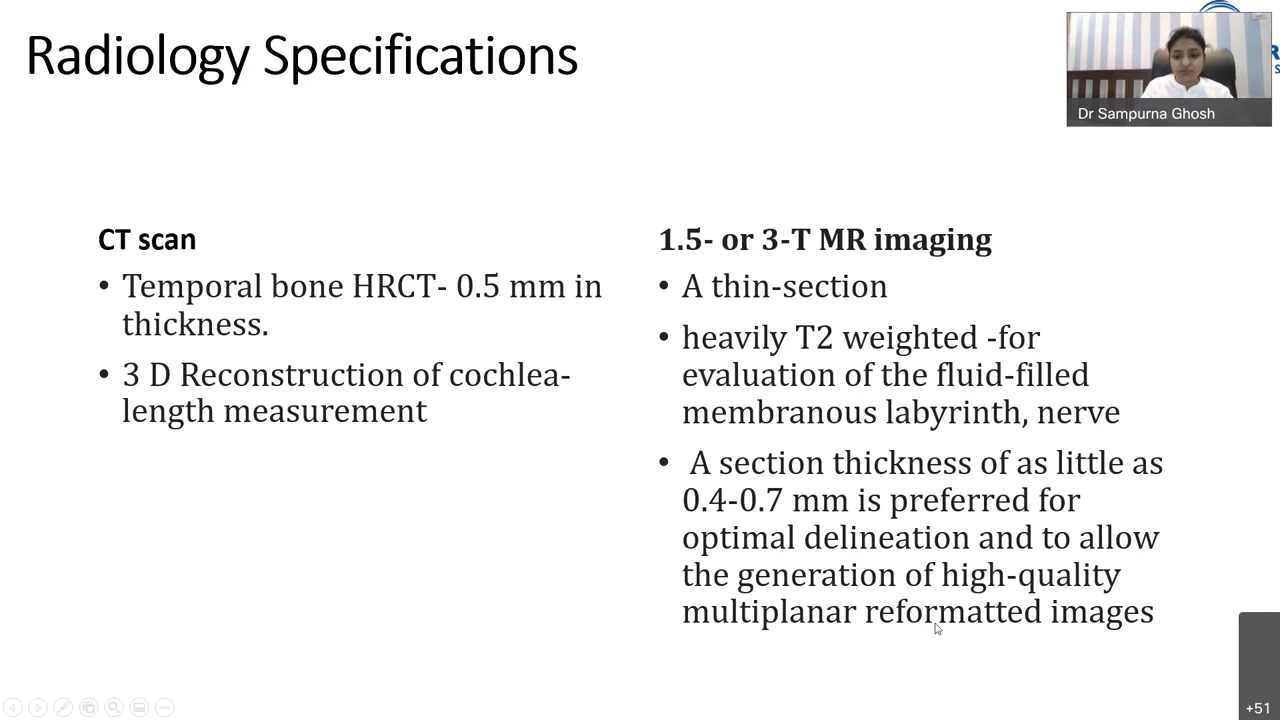 Radiology Specifications
R
S
Dr Sampurna Ghosh
CT scan
• Temporal bone HRCT- 0.5 mm in
thickness.
• 3 D Reconstruction of cochlea-
length measurement
1.5- or 3-T MR imaging
• A thin-section
• heavily T2 weighted -for
evaluation of the fluid-filled
membranous labyrinth, nerve
• A section thickness of as little as
0.4-0.7 mm is preferred for
optimal delineation and to allow
the generation of high-quality
multiplanar reformatted images
+51